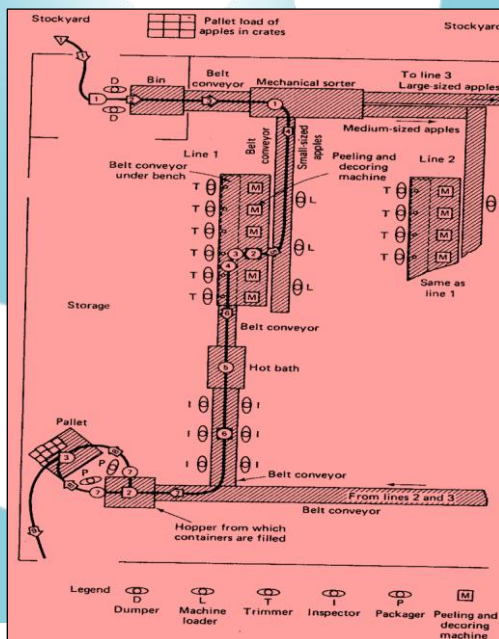 Stockyard
Pallet load of
apples in crates
Stockyard
D
D
Bin
Belt
conveyor
Mechanical sorter
To line 3
Large-sized apples
Medium-sized apples
Belt conveyor
under bench
Line 1
Belt
conveyor
Small-sized
apples
Peeling and
decoring
machine
Line 2
T
T
T
T
T
M
M
M
M
M
L
L
L
T
T
T
T
M
M
M
M
Same as
line 1
Storage
Belt conveyor
Hot bath
I
I
I
I
I
I
Pallet
P
P
Belt
conveyor
From lines 2 and 3
Belt conveyor
Hopper from which
containers are filled
Legend
D
Dumper
L
Machine
loader
T
Trimmer
I
Inspector
P
Packager
M
Peeling and
decoring
machine